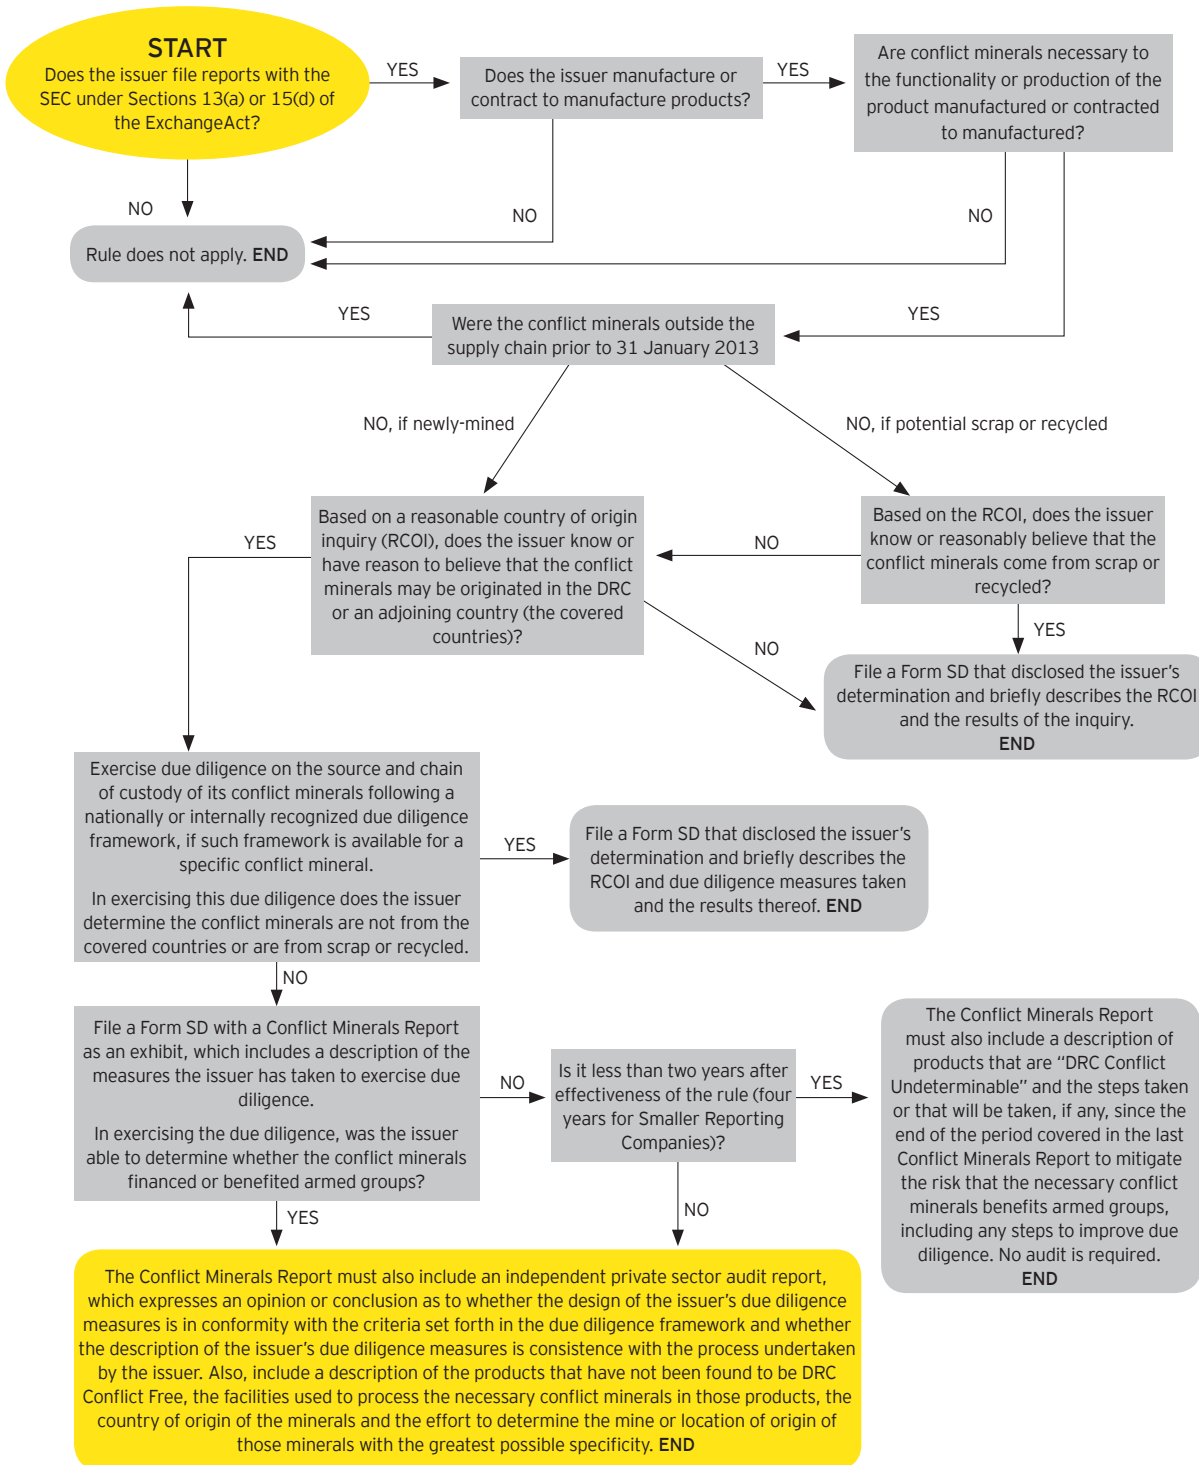 START
Does the issuer file reports with the
SEC under Sections 13(a) or 15(d) of
the ExchangeAct?
YES
Does the issuer manufacture or
contract to manufacture products?
YES
Are conflict minerals necessary to
the functionality or production of the
product manufactured or contracted
to manufactured?
NO
NO
NO
Rule does not apply. END
YES
Were the conflict minerals outside the
supply chain prior to 31 January 2013
YES
NO, if newly-mined
NO, if potential scrap or recycled
Based on a reasonable country of origin
inquiry (RCOI), does the issuer know or
have reason to believe that the conflict
minerals may be originated in the DRC
or an adjoining country (the covered
countries)?
YES
NO
Based on the RCOI, does the issuer
know or reasonably believe that the
conflict minerals come from scrap or
recycled?
YES
NO
File a Form SD that disclosed the issuer's
determination and briefly describes the RCOI
and the results of the inquiry.
END
Exercise due diligence on the source and chain
of custody of its conflict minerals following a
nationally or internally recognized due diligence
framework, if such framework is available for a
specific conflict mineral.
In exercising this due diligence does the issuer
determine the conflict minerals are not from the
covered countries or are from scrap or recycled.
YES
File a Form SD that disclosed the issuer's
determination and briefly describes the
RCOI and due diligence measures taken
and the results thereof. END
NO
File a Form SD with a Conflict Minerals Report
as an exhibit, which includes a description of the
measures the issuer has taken to exercise due
diligence.
In exercising the due diligence, was the issuer
able to determine whether the conflict minerals
financed or benefited armed groups?
NO
Is it less than two years after
effectiveness of the rule (four
years for Smaller Reporting
Companies)?
YES
The Conflict Minerals Report
must also include a description of
products that are “DRC Conflict
Undeterminable” and the steps taken
or that will be taken, if any, since the
end of the period covered in the last
Conflict Minerals Report to mitigate
the risk that the necessary conflict
minerals benefits armed groups,
including any steps to improve due
diligence. No audit is required.
END
YES
NO
The Conflict Minerals Report must also include an independent private sector audit report,
which expresses an opinion or conclusion as to whether the design of the issuer's due diligence
measures is in conformity with the criteria set forth in the due diligence framework and whether
the description of the issuer's due diligence measures is consistence with the process undertaken
by the issuer. Also, include a description of the products that have not been found to be DRC
Conflict Free, the facilities used to process the necessary conflict minerals in those products, the
country of origin of the minerals and the effort to determine the mine or location of origin of
those minerals with the greatest possible specificity. END